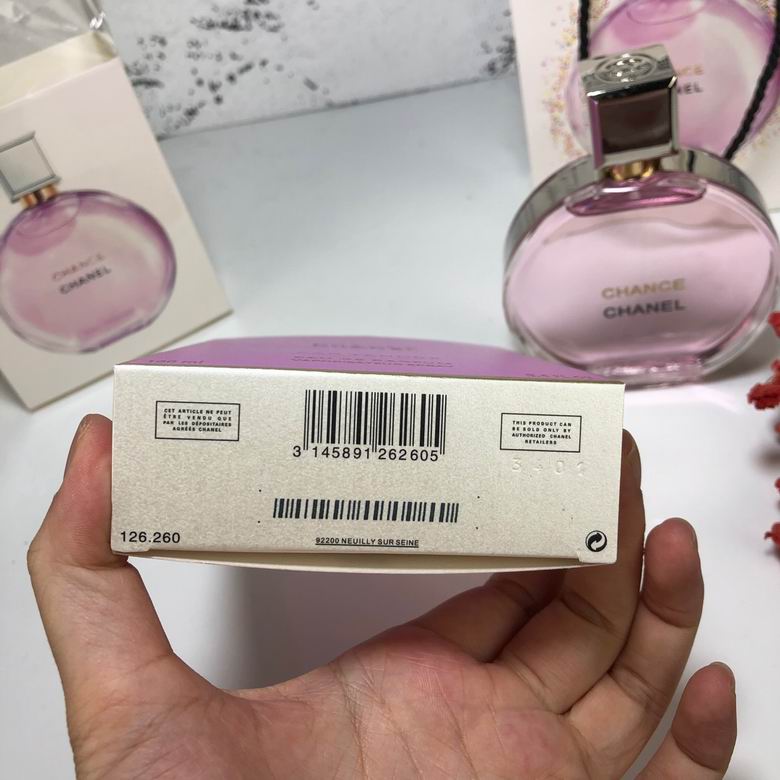 CHANCE
CHANEL
CHANCE
CHANEL
CET ARTICLE NE PEUT
ÊTRE VENDU QUE
PAR LES DÉPOSITAIRES
AGRÉÉS CHANEL
3 145891 262605
THIS PRODUCT CAN
BE SOLD ONLY BY
AUTHORIZED CHANEL
RETAILERS
126.260
92200 NEUILLY SUR SEINE